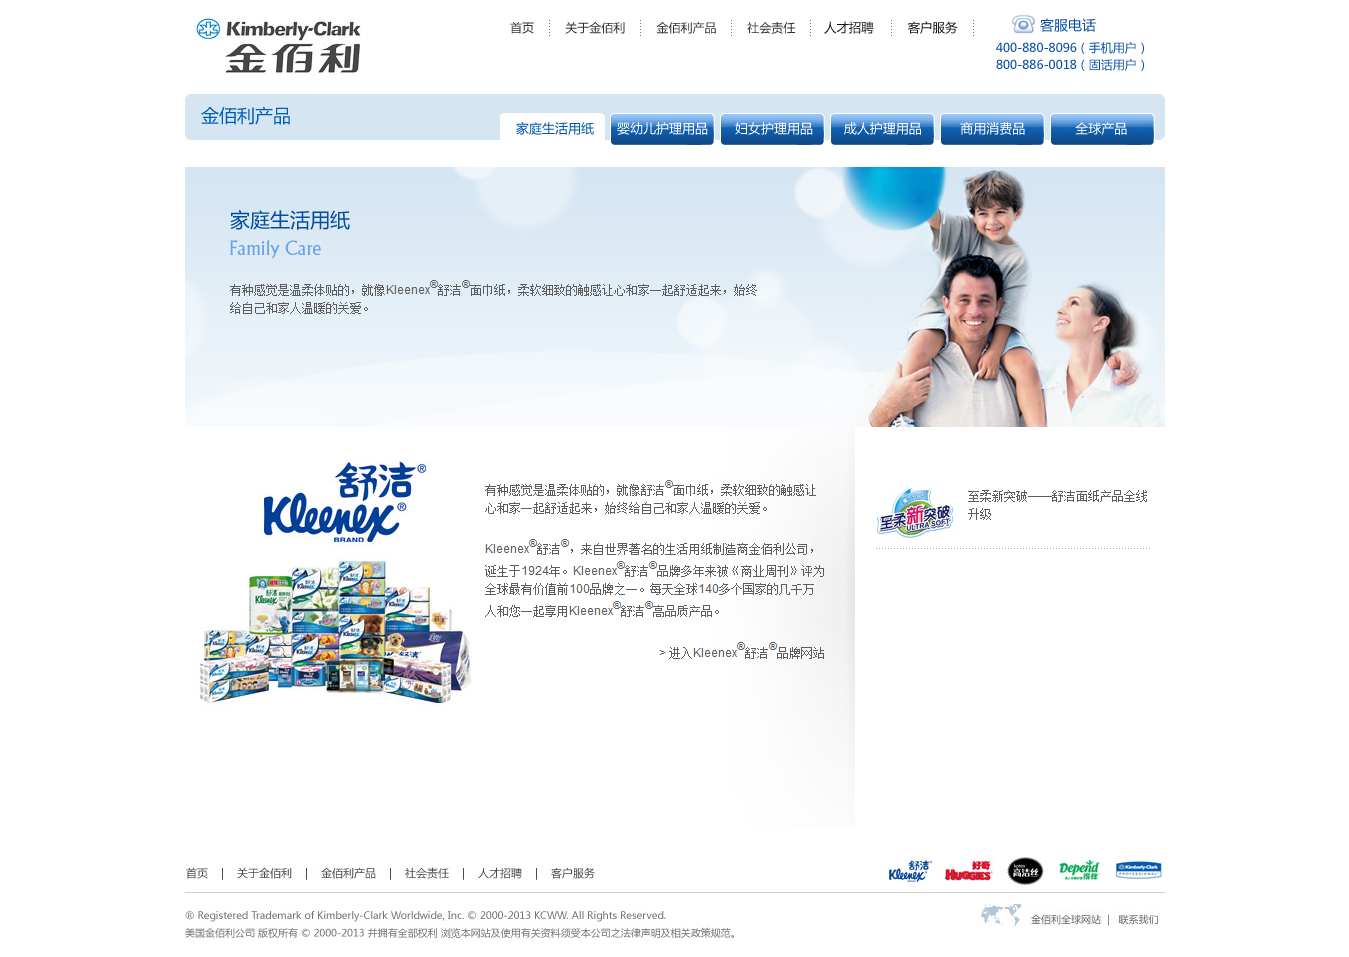 Kimberly-Clark
金佰利
首页
关于金佰利
金佰利产品
社会责任
人才招聘
客户服务
客服电话
400-880-8096 ( 手机用户 )
800-886-0018 ( 固话用户 )
金佰利产品
家庭生活用纸
婴幼儿护理用品
妇女护理用品
成人护理用品
商用消费品
全球产品
家庭生活用纸
Family Care
有种感觉是温柔体贴的，就像Kleenex®舒洁®面巾纸，柔软细致的触感让心和家一起舒适起来，始终
给自己和家人温暖的关爱。
舒洁®
Kleenex®
BRAND
有种感觉是温柔体贴的，就像舒洁®面巾纸，柔软细致的触感让
心和家一起舒适起来，始终给自己和家人温暖的关爱。
Kleenex®舒洁®，来自世界著名的生活用纸制造商金佰利公司，
诞生于1924年。Kleenex®舒洁®品牌多年来被《商业周刊》评为
全球最有价值前100品牌之一。每天全球140多个国家的几千万
人和您一起享用Kleenex®舒洁®高品质产品。
> 进入Kleenex®舒洁®品牌网站
至柔新突破
ULTRA SOFT
至柔新突破——舒洁面纸产品全线
升级
首页 | 关于金佰利 | 金佰利产品 | 社会责任 | 人才招聘 | 客户服务
舒洁
Kleenex
好奇
HUGGIES
kotex
高洁丝
Depend
得伴
Kimberly-Clark
PROFESSIONAL
® Registered Trademark of Kimberly-Clark Worldwide, Inc. © 2000-2013 KCWW. All Rights Reserved.
美国金佰利公司 版权所有 © 2000-2013 并拥有全部权利 浏览本网站及使用有关资料须受本公司之法律声明及相关政策规范。
金佰利全球网站 | 联系我们